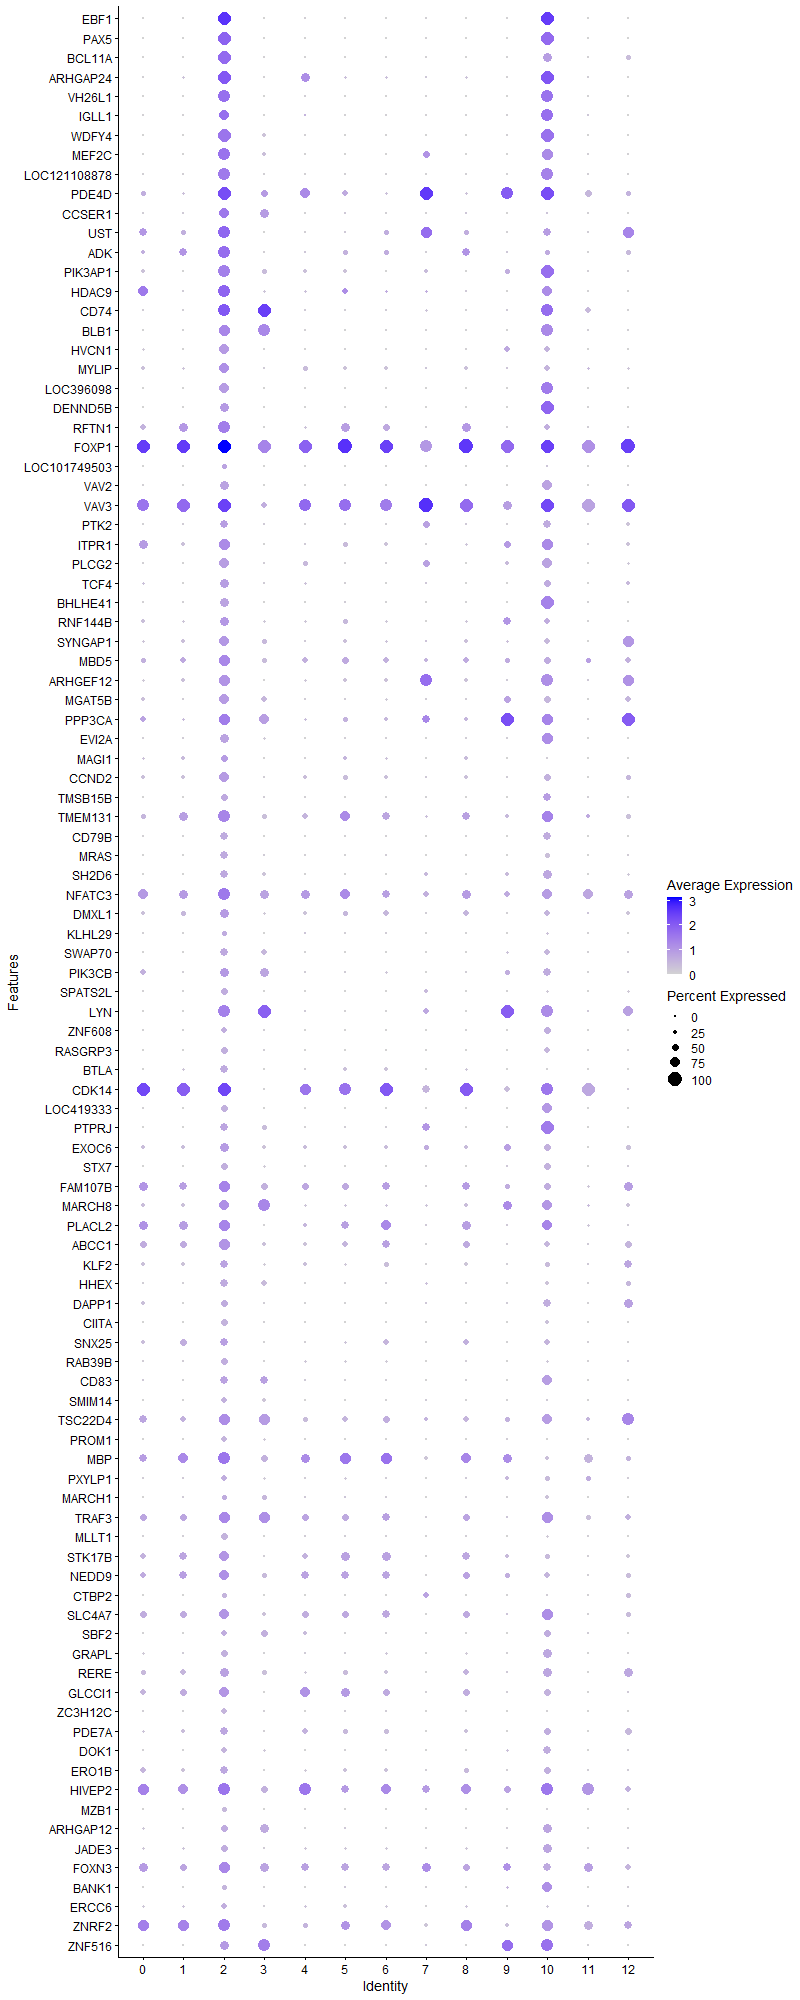 EBF1
PAX5
BCL11A
ARHGAP24
VH26L1
IGLL1
WDFY4
MEF2C
LOC121108878
PDE4D
CCSER1
UST
ADK
PIK3AP1
HDAC9
CD74
BLB1
HVCN1
MYLIP
LOC396098
DENND5B
RFTN1
FOXP1
LOC101749503
VAV2
VAV3
PTK2
ITPR1
PLCG2
TCF4
BHLHE41
RNF144B
SYNGAP1
MBD5
ARHGEF12
MGAT5B
PPP3CA
EVI2A
MAGI1
CCND2
TMSB15B
TMEM131
CD79B
MRAS
SH2D6
NFATC3
DMXL1
KLHL29
SWAP70
PIK3CB
SPATS2L
LYN
ZNF608
RASGRP3
BTLA
CDK14
LOC419333
PTPRJ
EXOC6
STX7
FAM107B
MARCH8
PLACL2
ABCC1
KLF2
HHEX
DAPP1
CIITA
SNX25
RAB39B
CD83
SMIM14
TSC22D4
PROM1
MBP
PXYLP1
MARCH1
TRAF3
MLLT1
STK17B
NEDD9
CTBP2
SLC4A7
SBF2
GRAPL
RERE
GLCCI1
ZC3H12C
PDE7A
DOK1
ERO1B
HIVEP2
MZB1
ARHGAP12
JADE3
FOXN3
BANK1
ERCC6
ZNRF2
ZNF516
Features
0 1 2 3 4 5 6 7 8 9 10 11 12
Identity
Average Expression
3
2
1
0
Percent Expressed
0
25
50
75
100